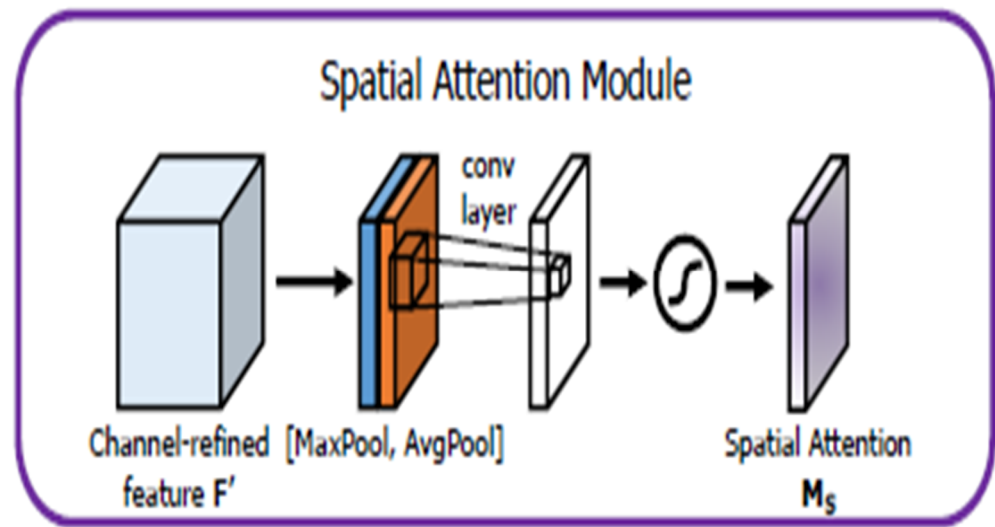 Spatial Attention Module
conv
layer
Channel-refined
feature F′
[MaxPool, AvgPool]
Spatial Attention
Ms